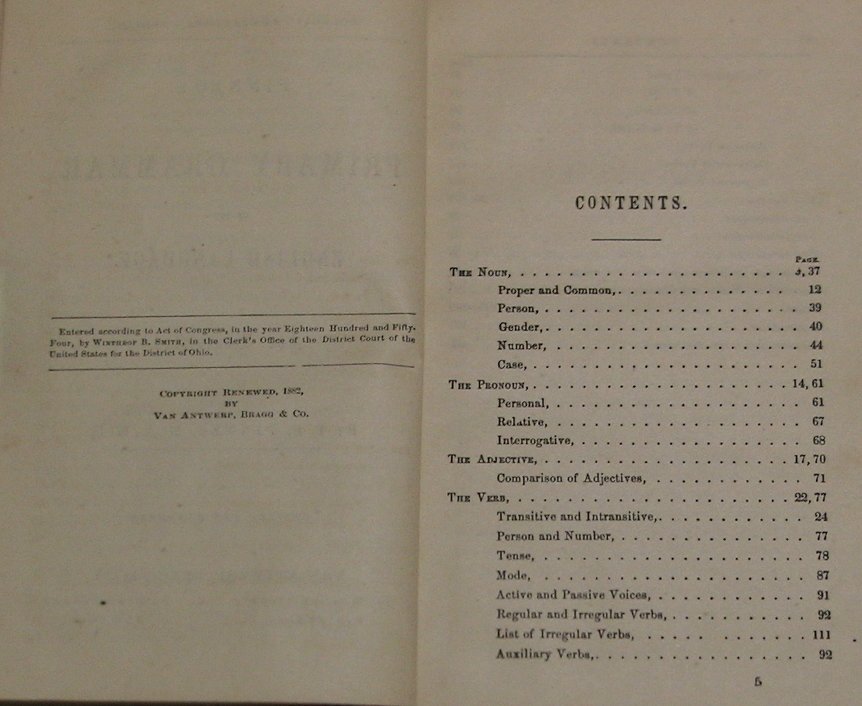 Entered according to Act of Congress, in the year Eighteen Hundred and Fifty-
Four, by WINTHROP B. SMITH, in the Clerk's Office of the District Court of the
United States for the District of Ohio.
COPYRIGHT RENEWED, 1882,
BY
VAN ANTWERP, BRAGG & CO.
CONTENTS.
PAGE.
THE NOUN, . . . . . . . . . . . . . . . . . . . . . . , 37
Proper and Common, . . . . . . . . . . . . . . 12
Person, . . . . . . . . . . . . . . . . . . . . 39
Gender, . . . . . . . . . . . . . . . . . . . . 40
Number, . . . . . . . . . . . . . . . . . . . 44
Case, . . . . . . . . . . . . . . . . . . . . . 51
THE PRONOUN, . . . . . . . . . . . . . . . . . . . . . 14, 61
Personal, . . . . . . . . . . . . . . . . . . . 61
Relative, . . . . . . . . . . . . . . . . . . . 67
Interrogative, . . . . . . . . . . . . . . . . . 68
THE ADJECTIVE, . . . . . . . . . . . . . . . . . . . . 17, 70
Comparison of Adjectives, . . . . . . . . . . . 71
THE VERB, . . . . . . . . . . . . . . . . . . . . . . 22, 77
Transitive and Intransitive, . . . . . . . . . . . 24
Person and Number, . . . . . . . . . . . . . . 77
Tense, . . . . . . . . . . . . . . . . . . . . 78
Mode, . . . . . . . . . . . . . . . . . . . . 87
Active and Passive Voices, . . . . . . . . . . . 91
Regular and Irregular Verbs, . . . . . . . . . . 92
List of Irregular Verbs, . . . . . . . . . . . 111
Auxiliary Verbs, . . . . . . . . . . . . . . . . 92
5